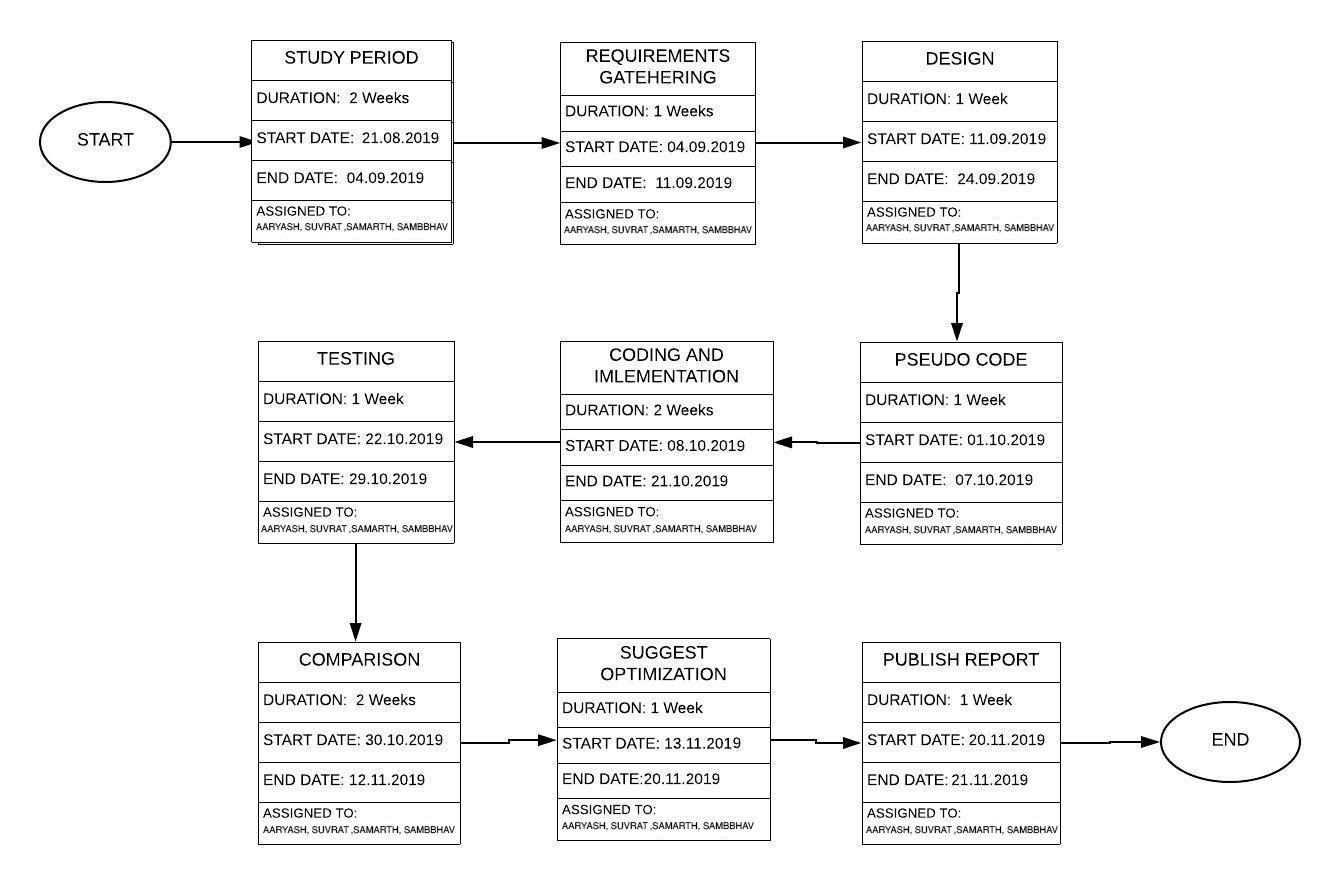 START
STUDY PERIOD
DURATION:  2 Weeks
START DATE:  21.08.2019
END DATE:  04.09.2019
ASSIGNED TO:
AARYASH, SUVRAT ,SAMARTH, SAMBBHAV
REQUIREMENTS
GATEHERING
DURATION: 1 Weeks
START DATE: 04.09.2019
END DATE:  11.09.2019
ASSIGNED TO:
AARYASH, SUVRAT ,SAMARTH, SAMBBHAV
DESIGN
DURATION: 1 Week
START DATE: 11.09.2019
END DATE:  24.09.2019
ASSIGNED TO:
AARYASH, SUVRAT ,SAMARTH, SAMBBHAV
PSEUDO CODE
DURATION: 1 Week
START DATE: 01.10.2019
END DATE:  07.10.2019
ASSIGNED TO:
AARYASH, SUVRAT ,SAMARTH, SAMBBHAV
CODING AND
IMLEMENTATION
DURATION: 2 Weeks
START DATE: 08.10.2019
END DATE: 21.10.2019
ASSIGNED TO:
AARYASH, SUVRAT ,SAMARTH, SAMBBHAV
TESTING
DURATION: 1 Week
START DATE: 22.10.2019
END DATE: 29.10.2019
ASSIGNED TO:
AARYASH, SUVRAT ,SAMARTH, SAMBBHAV
COMPARISON
DURATION:  2 Weeks
START DATE: 30.10.2019
END DATE: 12.11.2019
ASSIGNED TO:
AARYASH, SUVRAT ,SAMARTH, SAMBBHAV
SUGGEST
OPTIMIZATION
DURATION: 1 Week
START DATE: 13.11.2019
END DATE:20.11.2019
ASSIGNED TO:
AARYASH, SUVRAT ,SAMARTH, SAMBBHAV
PUBLISH REPORT
DURATION:  1 Week
START DATE: 20.11.2019
END DATE: 21.11.2019
ASSIGNED TO:
AARYASH, SUVRAT ,SAMARTH, SAMBBHAV
END